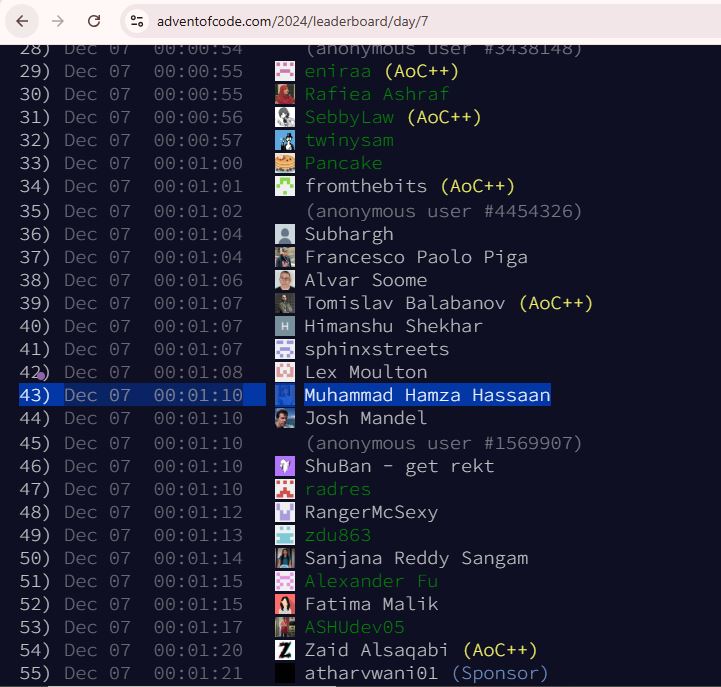 adventofcode.com/2024/leaderboard/day/7
28) Dec 07 00:00:54 (anonymous user #3438148)
29) Dec 07 00:00:55 eniraa (AoC++)
30) Dec 07 00:00:55 Rafiea Ashraf
31) Dec 07 00:00:56 SebbyLaw (AoC++)
32) Dec 07 00:00:57 twinysam
33) Dec 07 00:01:00 Pancake
34) Dec 07 00:01:01 fromthebits (AoC++)
35) Dec 07 00:01:02 (anonymous user #4454326)
36) Dec 07 00:01:04 Subhargh
37) Dec 07 00:01:04 Francesco Paolo Piga
38) Dec 07 00:01:06 Alvar Soome
39) Dec 07 00:01:07 Tomislav Balabanov (AoC++)
40) Dec 07 00:01:07 H Himanshu Shekhar
41) Dec 07 00:01:07 sphinxstreets
42) Dec 07 00:01:08 Lex Moulton
43) Dec 07 00:01:10 Muhammad Hamza Hassaan
44) Dec 07 00:01:10 Josh Mandel
45) Dec 07 00:01:10 (anonymous user #1569907)
46) Dec 07 00:01:10 ShuBan - get rekt
47) Dec 07 00:01:10 radres
48) Dec 07 00:01:12 RangerMcSexy
49) Dec 07 00:01:13 zdu863
50) Dec 07 00:01:14 Sanjana Reddy Sangam
51) Dec 07 00:01:15 Alexander Fu
52) Dec 07 00:01:15 Fatima Malik
53) Dec 07 00:01:17 ASHUdev05
54) Dec 07 00:01:20 Zaid Alsaqabi (AoC++)
55) Dec 07 00:01:21 atharvwani01 (Sponsor)